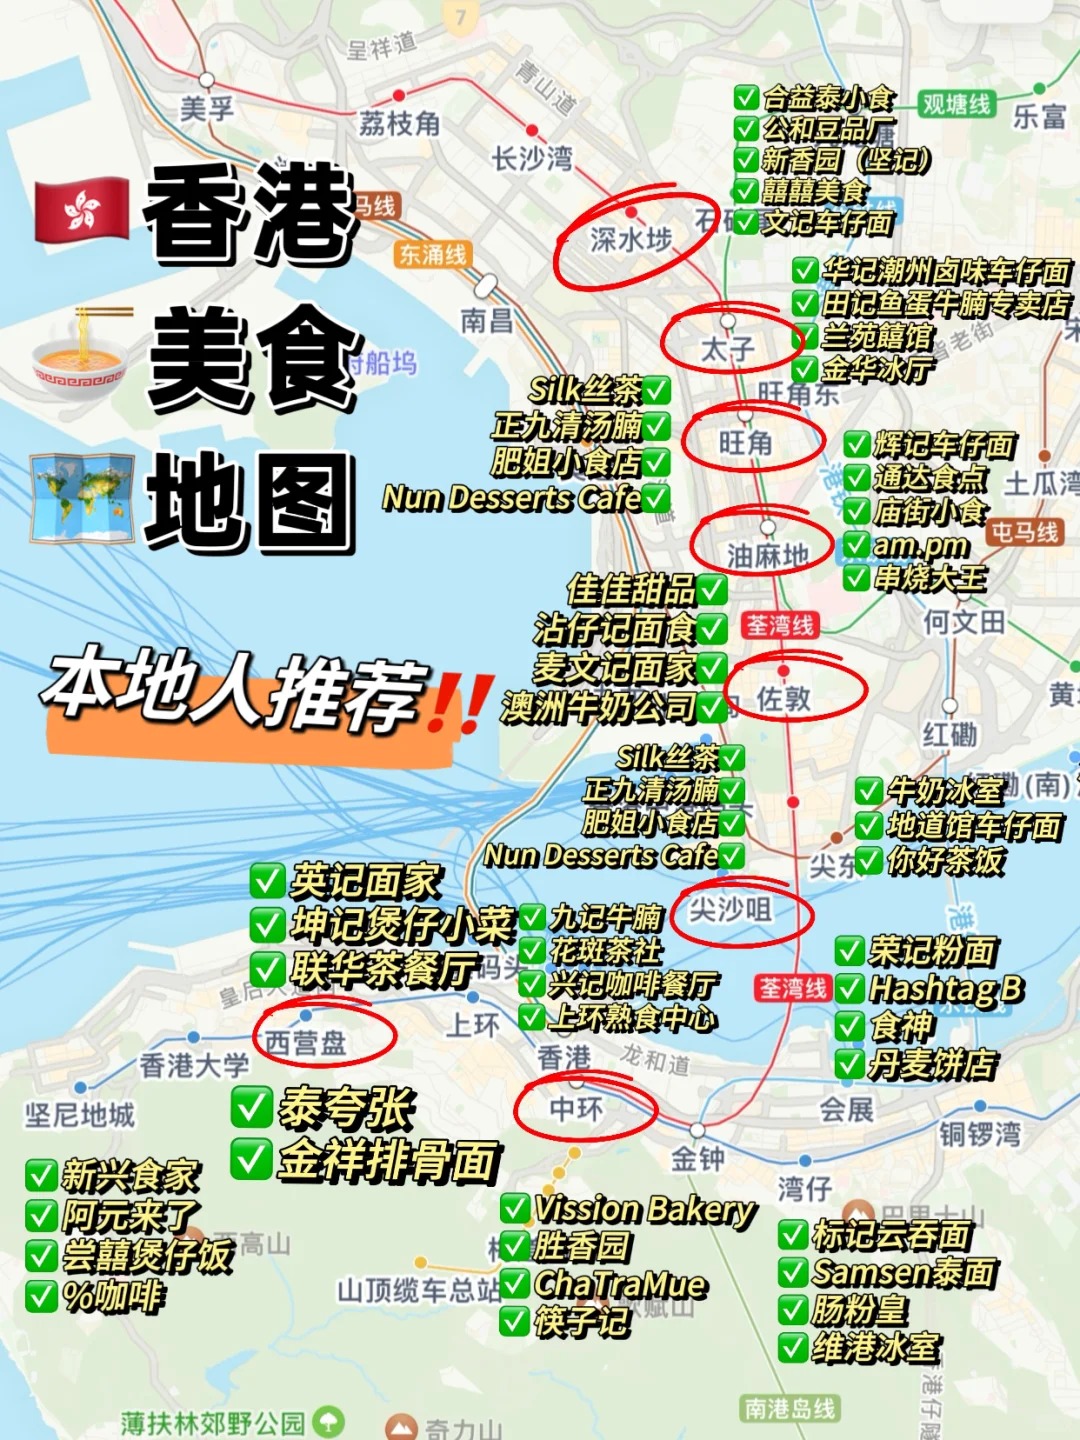 7
呈祥道
青山道
美孚
荔枝角
长沙湾
观塘线
乐富
合益泰小食
公和豆品厂
新香园（坚记）
囍囍美食
文记车仔面
香港
美食
地图
马线
东涌线
深水埗
南昌
太子
华记潮州卤味车仔面
田记鱼蛋牛腩专卖店
兰苑饎馆
金华冰厅
旺角东
旺角
Silk丝茶
正九清汤腩
肥姐小食店
Nun Desserts Cafe
辉记车仔面
通达食点
庙街小食
am.pm
串烧大王
土瓜湾
屯马线
油麻地
何文田
荃湾线
佳佳甜品
沾仔记面食
麦文记面家
澳洲牛奶公司
佐敦
本地人推荐!!
红磡
Silk丝茶
正九清汤腩
肥姐小食店
Nun Desserts Cafe
牛奶冰室
地道馆车仔面
你好茶饭
尖东
尖沙咀
英记面家
坤记煲仔小菜
联华茶餐厅
九记牛腩
花斑茶社
兴记咖啡餐厅
上环熟食中心
荣记粉面
Hashtag B
食神
丹麦饼店
荃湾线
西营盘
上环
香港
龙和道
香港大学
坚尼地城
中环
会展
铜锣湾
金钟
湾仔
泰夸张
金祥排骨面
新兴食家
阿元来了
尝囍煲仔饭
%咖啡
山顶缆车总站
Vission Bakery
胜香园
ChaTraMue
筷子记
标记云吞面
Samsen泰面
肠粉皇
维港冰室
南港岛线
薄扶林郊野公园
奇力山